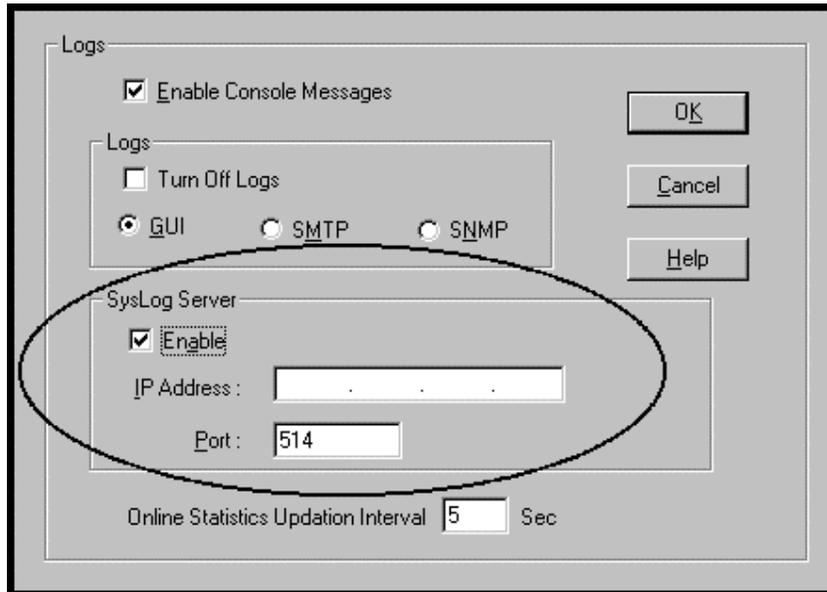 Logs
Enable Console Messages
OK
Logs
Turn Off Logs
Cancel
GUI SMTP SNMP
Help
SysLog Server
Enable
IP Address : . . .
Port : 514
Online Statistics Updation Interval 5 Sec